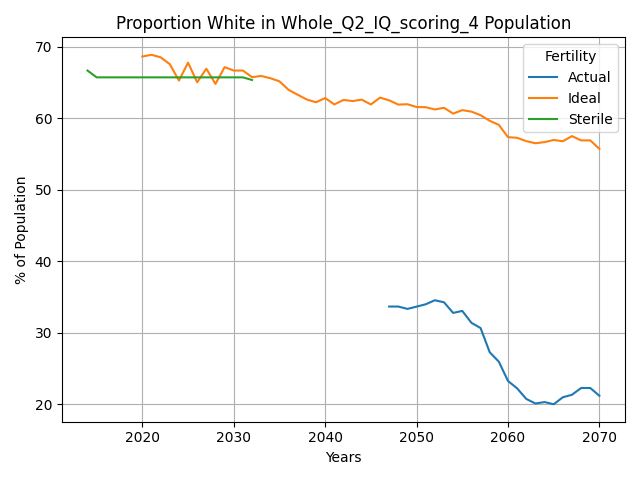 Proportion White in Whole_Q2_IQ_scoring_4 Population
Fertility
Actual
Ideal
Sterile
% of Population
70
60
50
40
30
20
2020
2030
2040
2050
2060
2070
Years